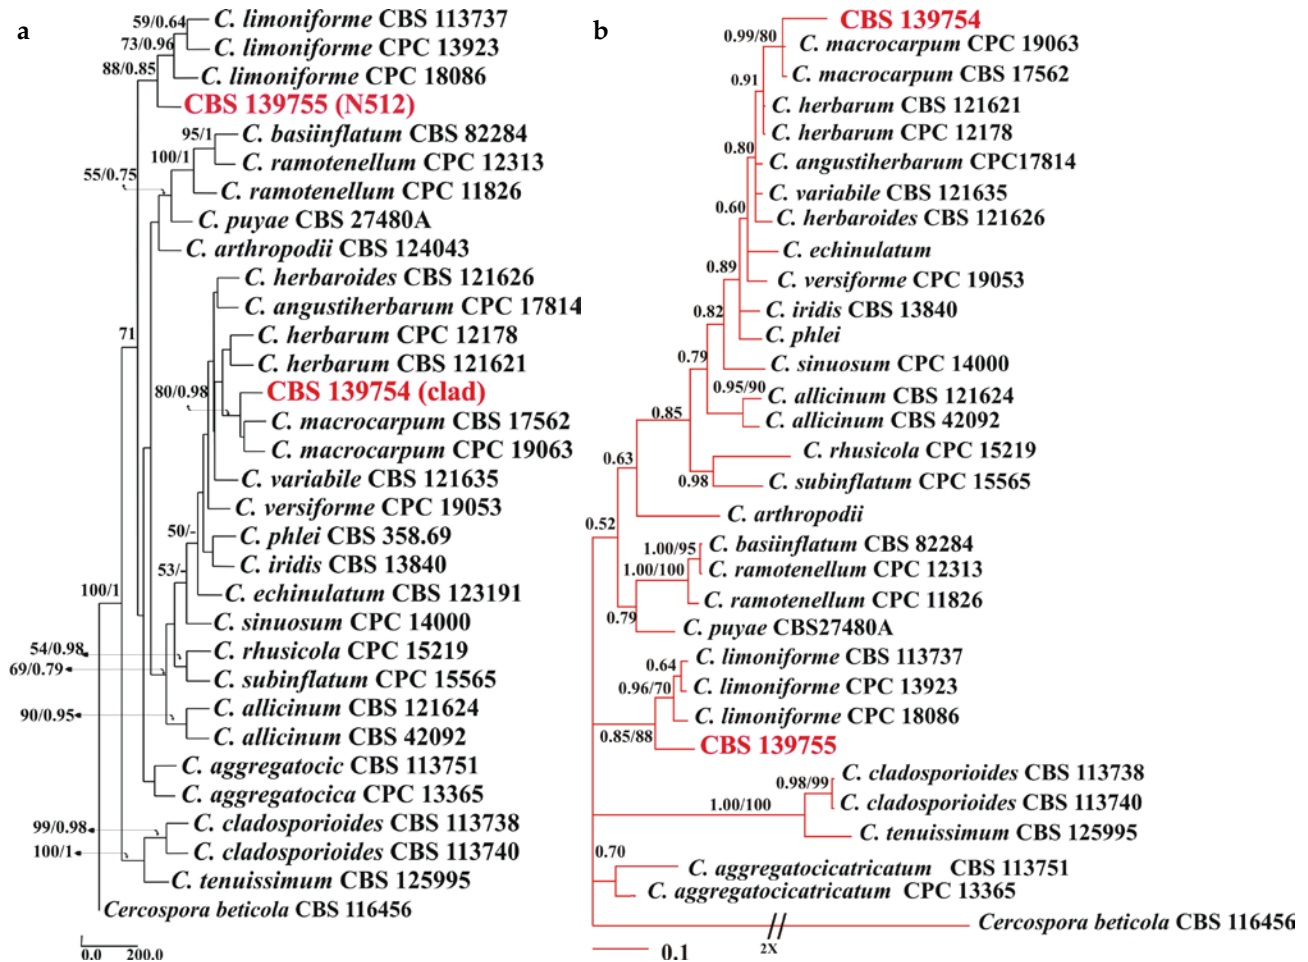 a
59/0.64
C. limoniforme CBS 113737
73/0.96
C. limoniforme CPC 13923
88/0.85
C. limoniforme CPC 18086
CBS 139755 (N512)
95/1
C. basiinflatum CBS 82284
100/1
C. ramotenellum CPC 12313
55/0.75
C. ramotenellum CPC 11826
C. puyae CBS 27480A
C. arthropodii CBS 124043
C. herbaroides CBS 121626
C. angustiherbarum CPC 17814
71
C. herbarum CPC 12178
C. herbarum CBS 121621
80/0.98
CBS 139754 (clad)
C. macrocarpum CBS 17562
C. macrocarpum CPC 19063
C. variabile CBS 121635
C. versiforme CPC 19053
50/-
C. phlei CBS 358.69
53/-
C. iridis CBS 13840
100/1
C. echinulatum CBS 123191
C. sinuosum CPC 14000
54/0.98
C. rhusicola CPC 15219
69/0.79
C. subinflatum CPC 15565
90/0.95
C. allicinum CBS 121624
C. allicinum CBS 42092
C. aggregatocic CBS 113751
C. aggregatocica CPC 13365
99/0.98
C. cladosporioides CBS 113738
100/1
C. cladosporioides CBS 113740
C. tenuissimum CBS 125995
Cercospora beticola CBS 116456
0.0 200.0
b
CBS 139754
0.99/80
C. macrocarpum CPC 19063
0.91
C. macrocarpum CBS 17562
C. herbarum CBS 121621
C. herbarum CPC 12178
0.80
C. angustiherbarum CPC17814
C. variabile CBS 121635
0.60
C. herbaroides CBS 121626
C. echinulatum
0.89
C. versiforme CPC 19053
0.82
C. iridis CBS 13840
C. phlei
0.79
C. sinuosum CPC 14000
0.95/90
C. allicinum CBS 121624
0.85
C. allicinum CBS 42092
0.63
C. rhusicola CPC 15219
0.98
C. subinflatum CPC 15565
0.52
C. arthropodii
1.00/95
C. basiinflatum CBS 82284
1.00/100
C. ramotenellum CPC 12313
C. ramotenellum CPC 11826
0.79
C. puyae CBS27480A
0.64
C. limoniforme CBS 113737
0.96/70
C. limoniforme CPC 13923
C. limoniforme CPC 18086
0.85/88
CBS 139755
0.98/99
C. cladosporioides CBS 113738
1.00/100
C. cladosporioides CBS 113740
C. tenuissimum CBS 125995
0.70
C. aggregatocicatricatum CBS 113751
C. aggregatocicatricatum CPC 13365
Cercospora beticola CBS 116456
2X
0.1